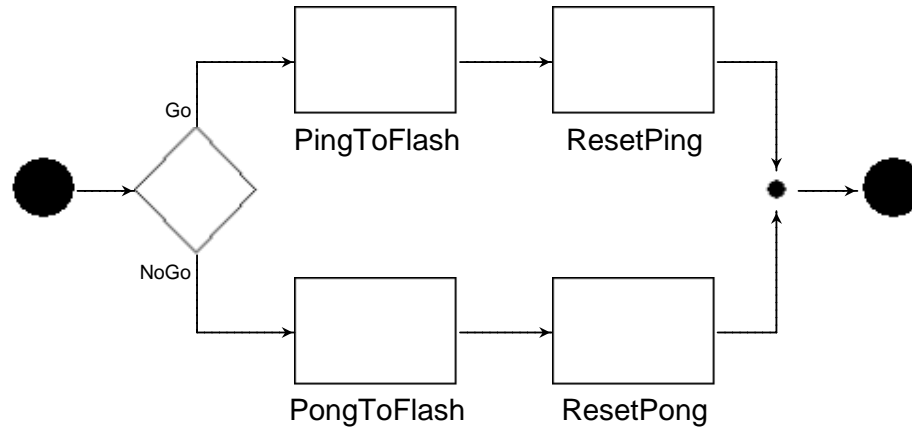 Go
PingToFlash
ResetPing
NoGo
PongToFlash
ResetPong